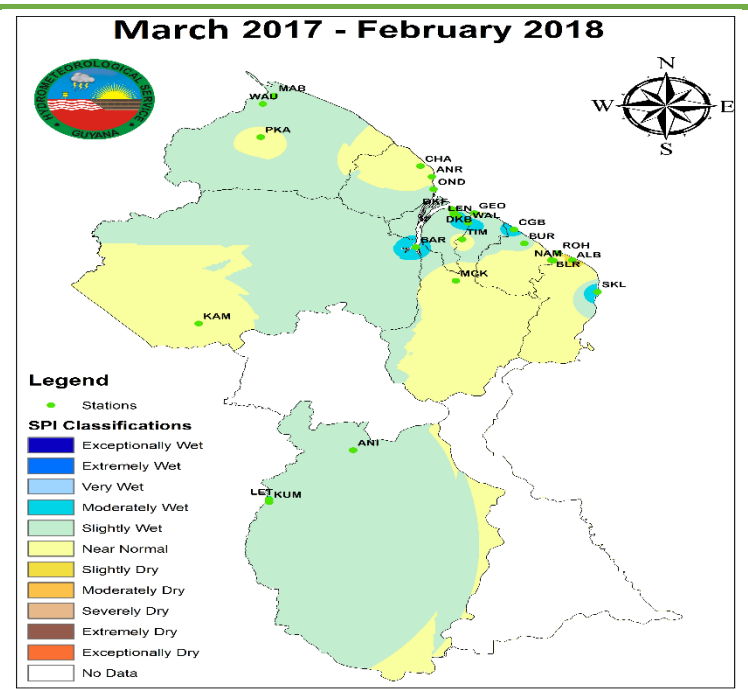 March 2017 - February 2018
HYDROMETEOROLOGICAL SERVICE
GUYANA
N
W E
S
MAB
WAU
PKA
CHA
ANR
OND
LEN GEO
DKB WAL
CGB
TIM
BUR
BAR
ROH
NAM ALB
BLR
MCK
SKL
KAM
Legend
Stations
SPI Classifications
Exceptionally Wet
Extremely Wet
Very Wet
Moderately Wet
Slightly Wet
Near Normal
Slightly Dry
Moderately Dry
Severely Dry
Extremely Dry
Exceptionally Dry
No Data
ANI
LET KUM